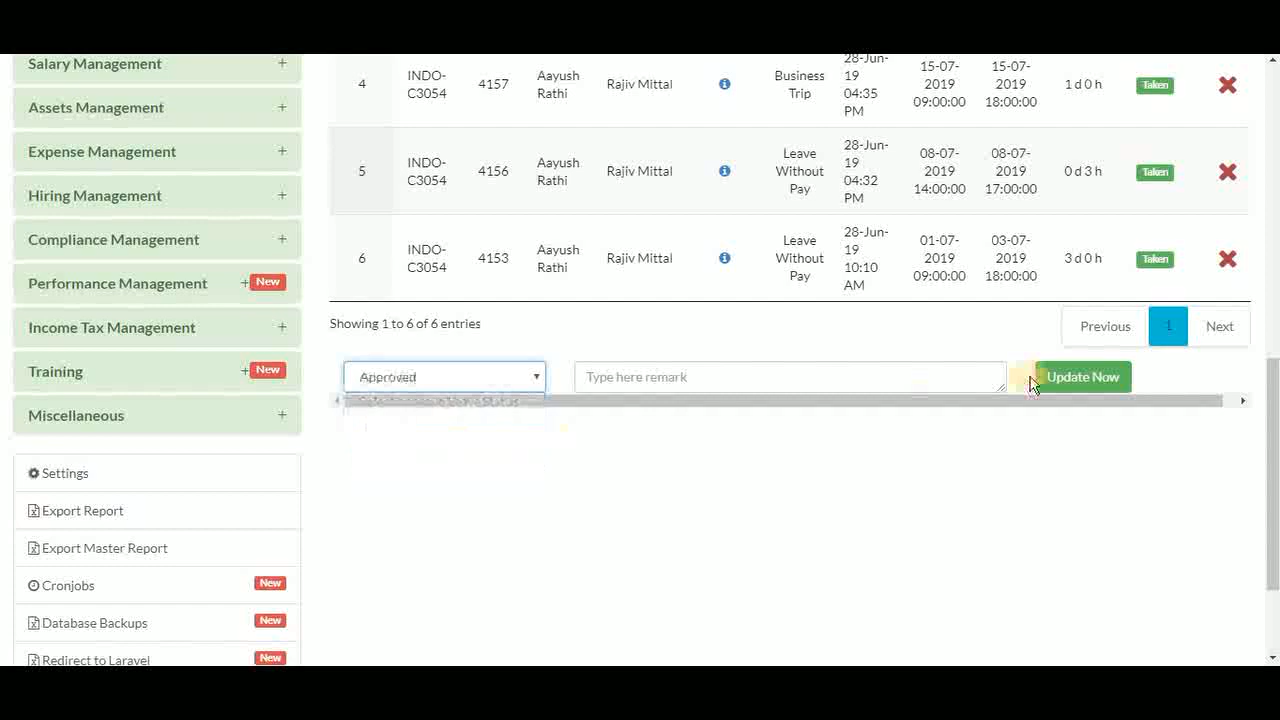 Salary Management +
Assets Management +
Expense Management +
Hiring Management +
Compliance Management +
Performance Management + New
Income Tax Management +
Training + New
Miscellaneous +
Settings
Export Report
Export Master Report
Cronjobs New
Database Backups New
Redirect to Laravel New
4 INDO-C3054 4157 Aayush Rathi Rajiv Mittal Business Trip 28-Jun-19 04:35 PM 15-07-2019 09:00:00 15-07-2019 18:00:00 1 d 0 h Taken
5 INDO-C3054 4156 Aayush Rathi Rajiv Mittal Leave Without Pay 28-Jun-19 04:32 PM 08-07-2019 14:00:00 08-07-2019 17:00:00 0 d 3 h Taken
6 INDO-C3054 4153 Aayush Rathi Rajiv Mittal Leave Without Pay 28-Jun-19 10:10 AM 01-07-2019 09:00:00 03-07-2019 18:00:00 3 d 0 h Taken
Showing 1 to 6 of 6 entries
Previous 1 Next
Approved Type here remark Update Now